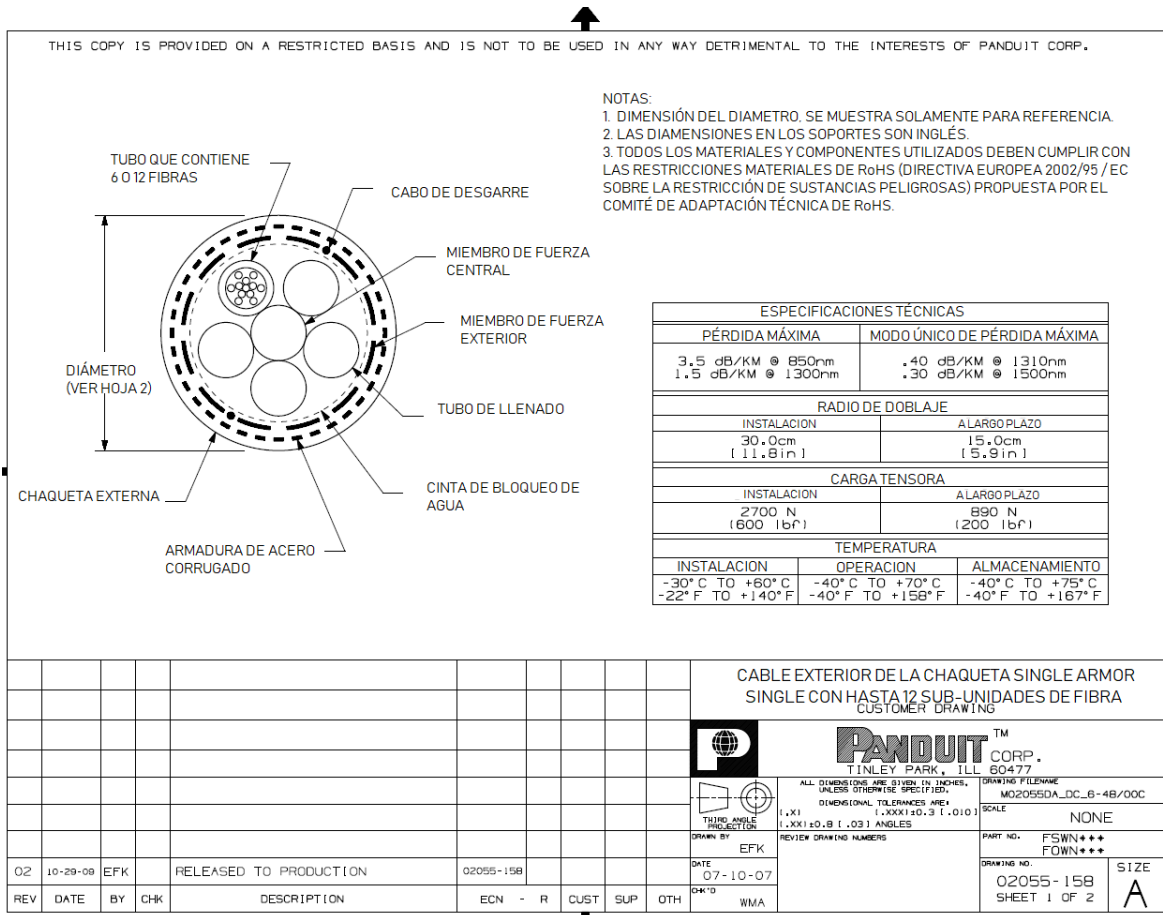 THIS COPY IS PROVIDED ON A RESTRICTED BASIS AND IS NOT TO BE USED IN ANY WAY DETRIMENTAL TO THE INTERESTS OF PANDUIT CORP.
NOTAS:
1. DIMENSIÓN DEL DIAMETRO, SE MUESTRA SOLAMENTE PARA REFERENCIA.
2. LAS DIAMENSIONES EN LOS SOPORTES SON INGLÉS.
3. TODOS LOS MATERIALES Y COMPONENTES UTILIZADOS DEBEN CUMPLIR CON
LAS RESTRICCIONES MATERIALES DE RoHS (DIRECTIVA EUROPEA 2002/95 / EC
SOBRE LA RESTRICCIÓN DE SUSTANCIAS PELIGROSAS) PROPUESTA POR EL
COMITÉ DE ADAPTACIÓN TÉCNICA DE RoHS.
TUBO QUE CONTIENE
6 O 12 FIBRAS
CABO DE DESGARRE
MIEMBRO DE FUERZA
CENTRAL
MIEMBRO DE FUERZA
EXTERIOR
DIÁMETRO
(VER HOJA 2)
TUBO DE LLENADO
CHAQUETA EXTERNA
CINTA DE BLOQUEO DE
AGUA
ARMADURA DE ACERO
CORRUGADO
ESPECIFICACIONES TÉCNICAS
PÉRDIDA MÁXIMA MODO ÚNICO DE PÉRDIDA MÁXIMA
3.5 dB/KM @ 850nm .40 dB/KM @ 1310nm
1.5 dB/KM @ 1300nm .30 dB/KM @ 1500nm
RADIO DE DOBLAJE
INSTALACION A LARGO PLAZO
30.0cm 15.0cm
[11.8in] [5.9in]
CARGA TENSORA
INSTALACION A LARGO PLAZO
2700 N 890 N
(600 lbf) (200 lbf)
TEMPERATURA
INSTALACION OPERACION ALMACENAMIENTO
-30°C TO +60°C -40°C TO +70°C -40°C TO +75°C
-22°F TO +140°F -40°F TO +158°F -40°F TO +167°F
CABLE EXTERIOR DE LA CHAQUETA SINGLE ARMOR
SINGLE CON HASTA 12 SUB-UNIDADES DE FIBRA
CUSTOMER DRAWING
P
PANDUIT TM
CORP.
TINLEY PARK, ILL 60477
THIRD ANGLE
PROJECTION
ALL DIMENSIONS ARE GIVEN IN INCHES,
UNLESS OTHERWISE SPECIFIED.
DIMENSIONAL TOLERANCES ARE:
(.X) (.XXX)±0.3 [.010]
(.XX)±0.8 [.03] ANGLES
DRAWING FILENAME
M02055DA_DC_6-48/00C
SCALE
NONE
DRAWN BY
EFK
REVIEW DRAWING NUMBERS
PART NO. FSWN+++
FOWN+++
DATE
07-10-07
CHK'D
WMA
DRAWING NO.
02055-158
SHEET 1 OF 2
SIZE
A
02 10-29-09 EFK RELEASED TO PRODUCTION 02055-158
REV DATE BY CHK DESCRIPTION ECN - R CUST SUP OTH